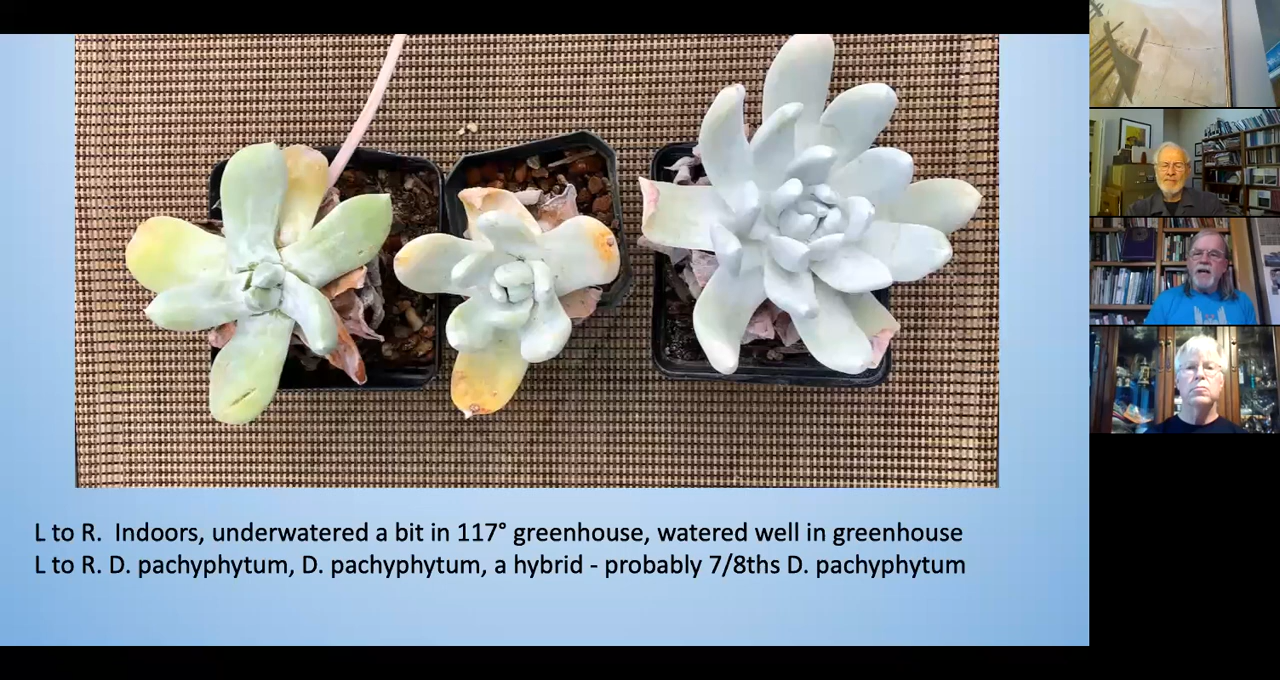 L to R. Indoors, underwatered a bit in 117° greenhouse, watered well in greenhouse
L to R. D. pachyphytum, D. pachyphytum, a hybrid - probably 7/8ths D. pachyphytum